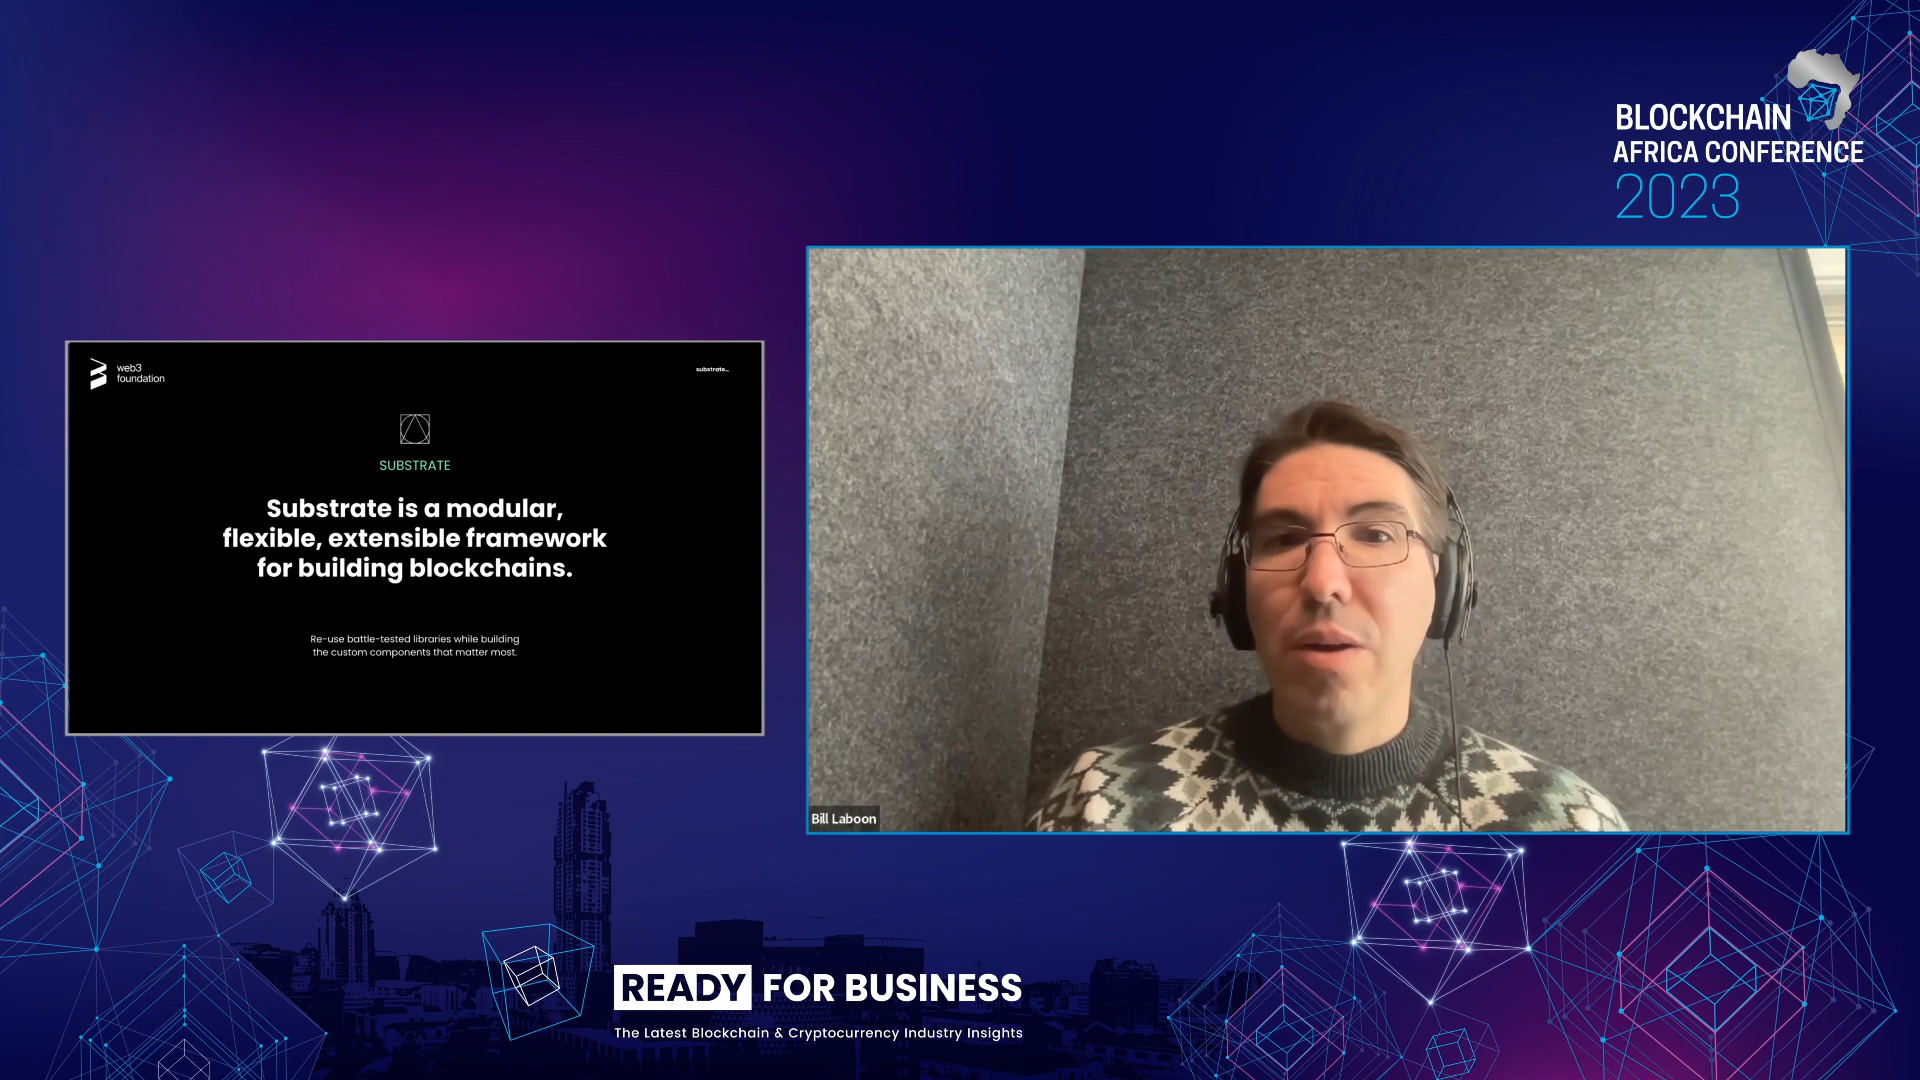 BLOCKCHAIN
AFRICA CONFERENCE
2023
web3
foundation
substrate_
SUBSTRATE
Substrate is a modular,
flexible, extensible framework
for building blockchains.
Re-use battle-tested libraries while building
the custom components that matter most.
Bill Laboon
READY FOR BUSINESS
The Latest Blockchain & Cryptocurrency Industry Insights